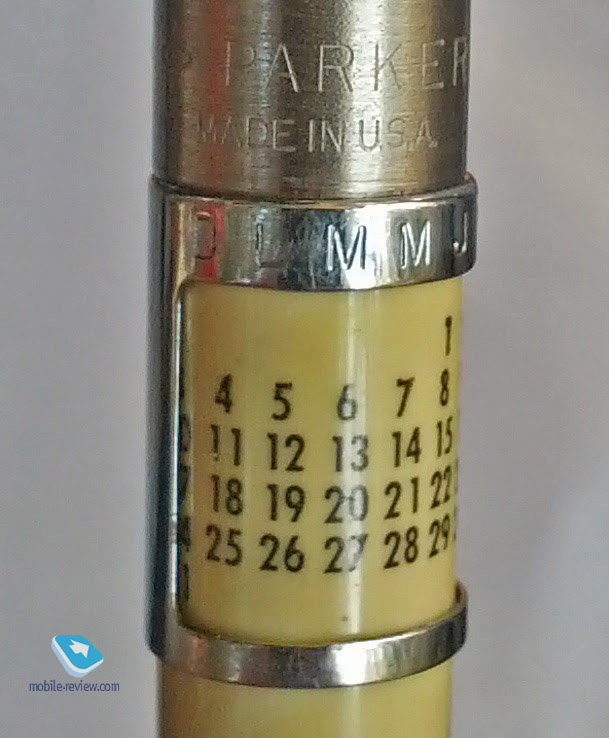 PARKER
MADE IN U.S.A.
D L M M J
1
4 5 6 7 8
11 12 13 14 15
18 19 20 21 22
25 26 27 28 29
mobile-review.com